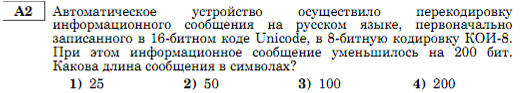 А2 Автоматическое устройство осуществило перекодировку
информационного сообщения на русском языке, первоначально
записанного в 16-битном коде Unicode, в 8-битную кодировку КОИ-8.
При этом информационное сообщение уменьшилось на 200 бит.
Какова длина сообщения в символах?
1) 25 2) 50 3) 100 4) 200